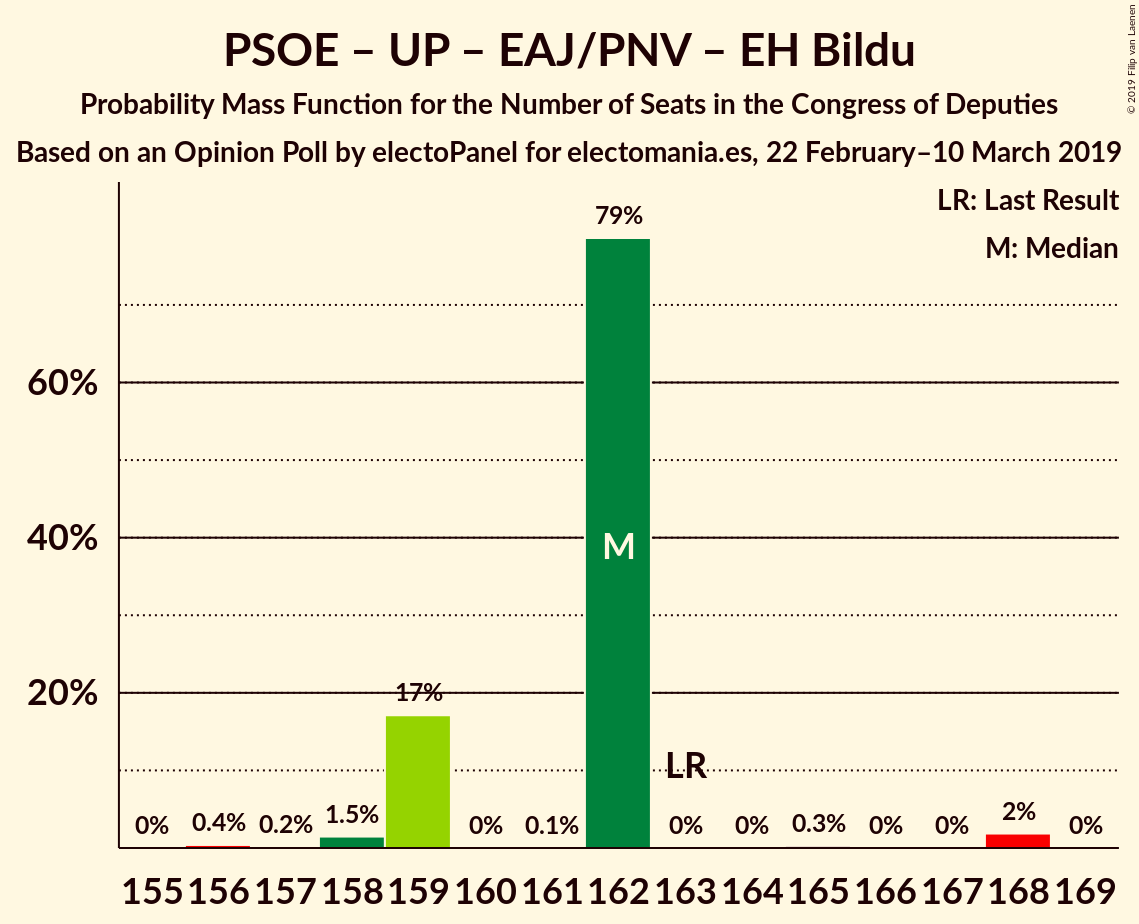 PSOE – UP – EAJ/PNV – EH Bildu
Probability Mass Function for the Number of Seats in the Congress of Deputies
Based on an Opinion Poll by electoPanel for electomania.es, 22 February–10 March 2019
© 2019 Filip van Laenen
LR: Last Result
M: Median
60%
40%
20%
0% 0.4% 0.2% 1.5% 17% 0% 0.1% 79% 0% 0% 0.3% 0% 0% 2% 0%
M
LR
155 156 157 158 159 160 161 162 163 164 165 166 167 168 169